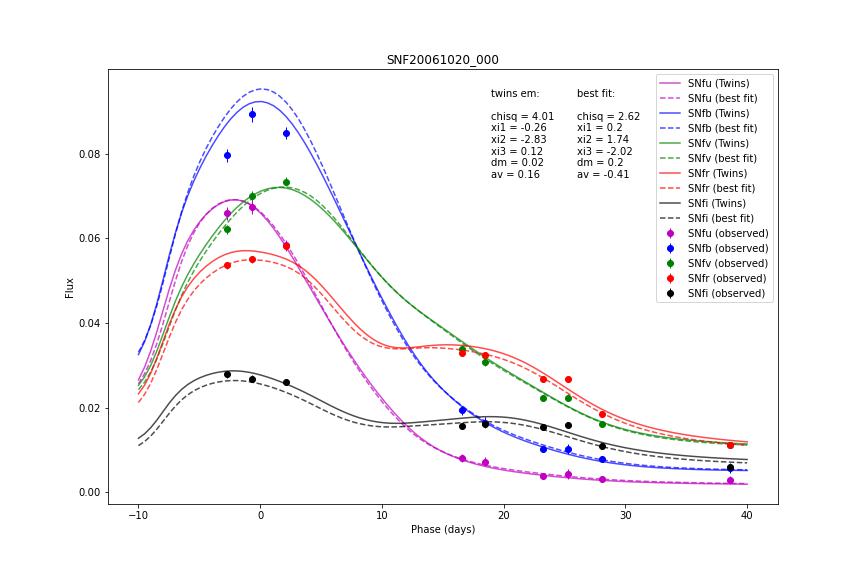 SNF20061020_000
twins em: best fit:
chisq = 4.01 chisq = 2.62
xi1 = -0.26 xi1 = 0.2
xi2 = -2.83 xi2 = 1.74
xi3 = 0.12 xi3 = -2.02
dm = 0.02 dm = 0.2
av = 0.16 av = -0.41
SNfu (Twins)
SNfu (best fit)
SNfb (Twins)
SNfb (best fit)
SNfv (Twins)
SNfv (best fit)
SNfr (Twins)
SNfr (best fit)
SNfi (Twins)
SNfi (best fit)
SNfu (observed)
SNfb (observed)
SNfv (observed)
SNfr (observed)
SNfi (observed)
Flux
0.08
0.06
0.04
0.02
0.00
−10 0 10 20 30 40
Phase (days)